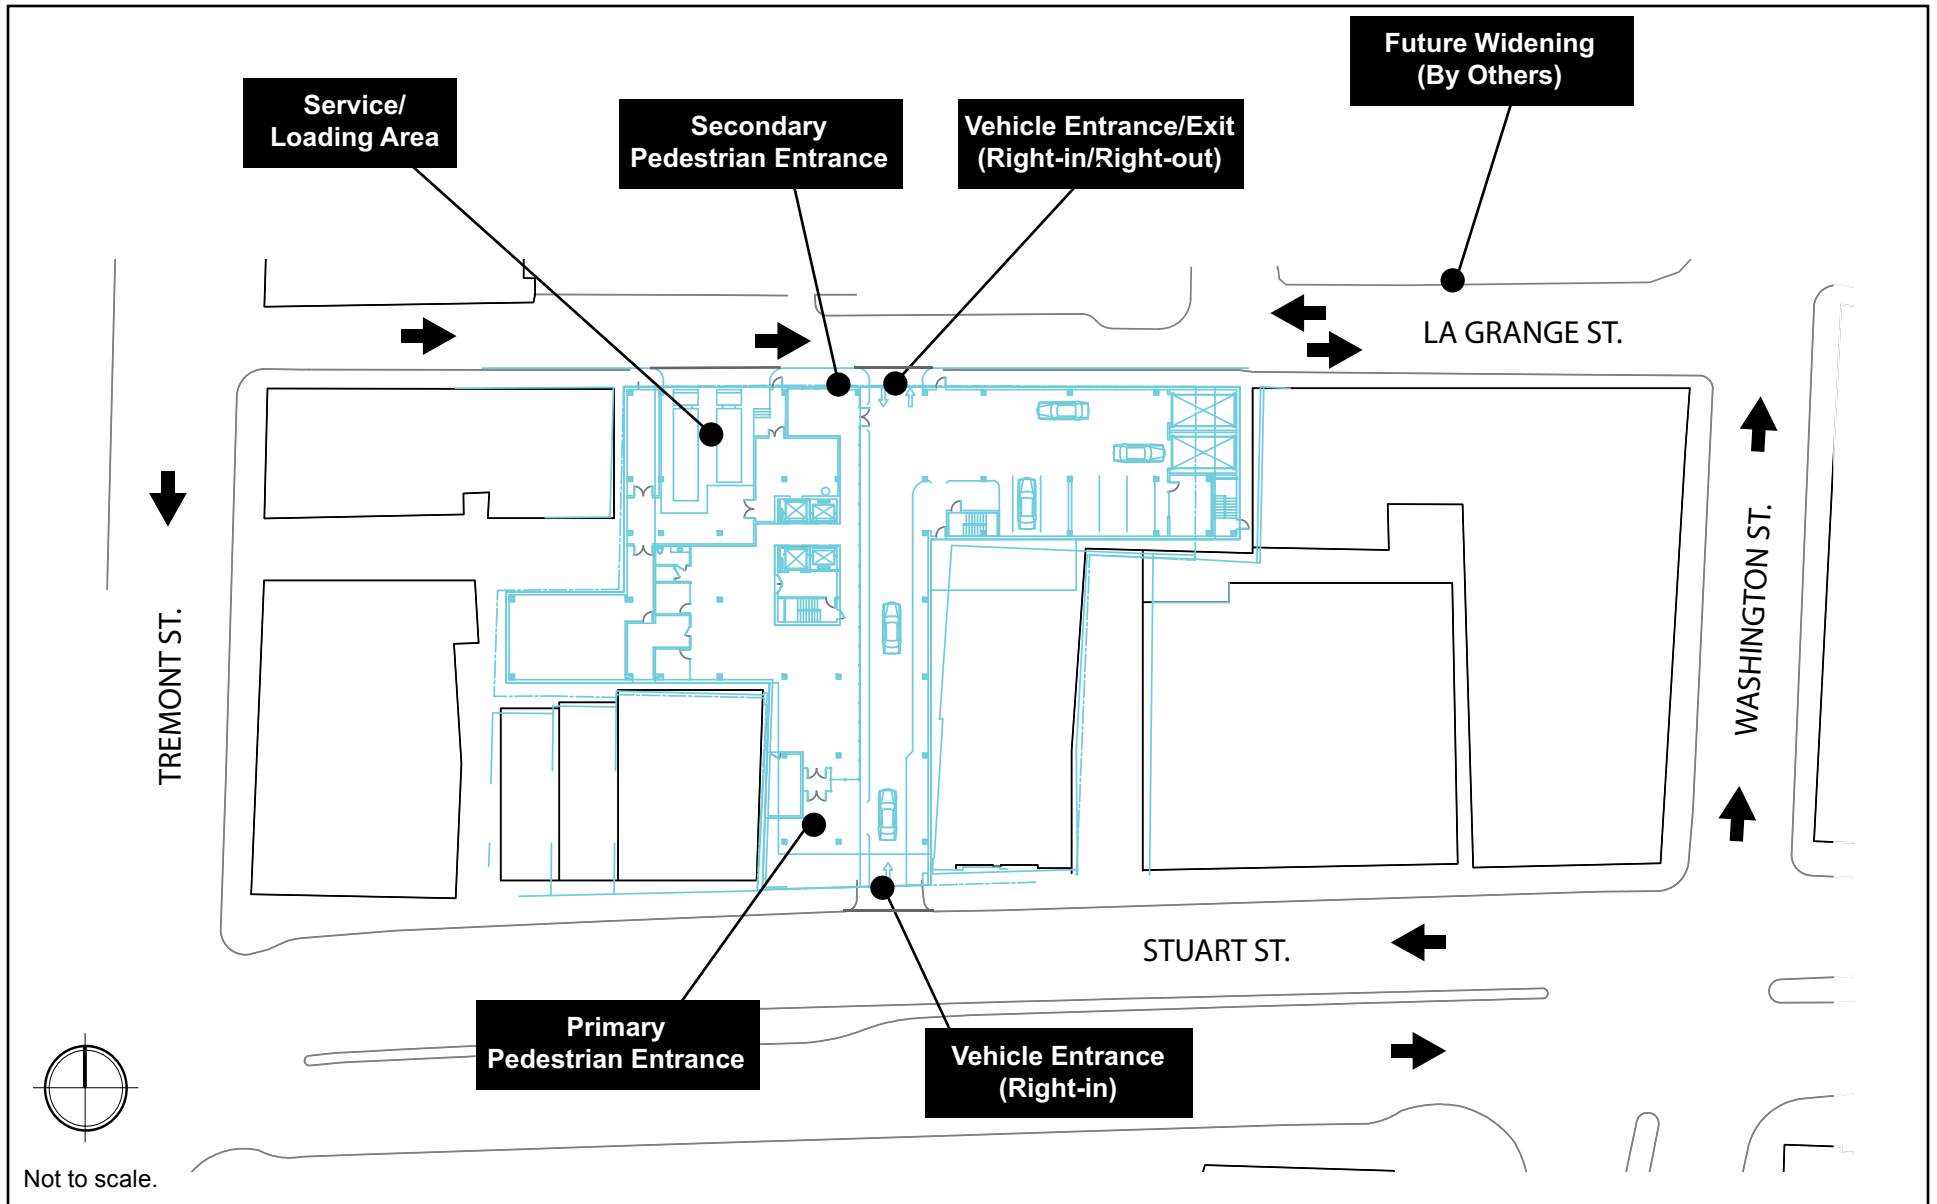 Future Widening
(By Others)
Service/
Loading Area
Secondary
Pedestrian Entrance
Vehicle Entrance/Exit
(Right-in/Right-out)
LA GRANGE ST.
TREMONT ST.
WASHINGTON ST.
STUART ST.
Primary
Pedestrian Entrance
Vehicle Entrance
(Right-in)
Not to scale.